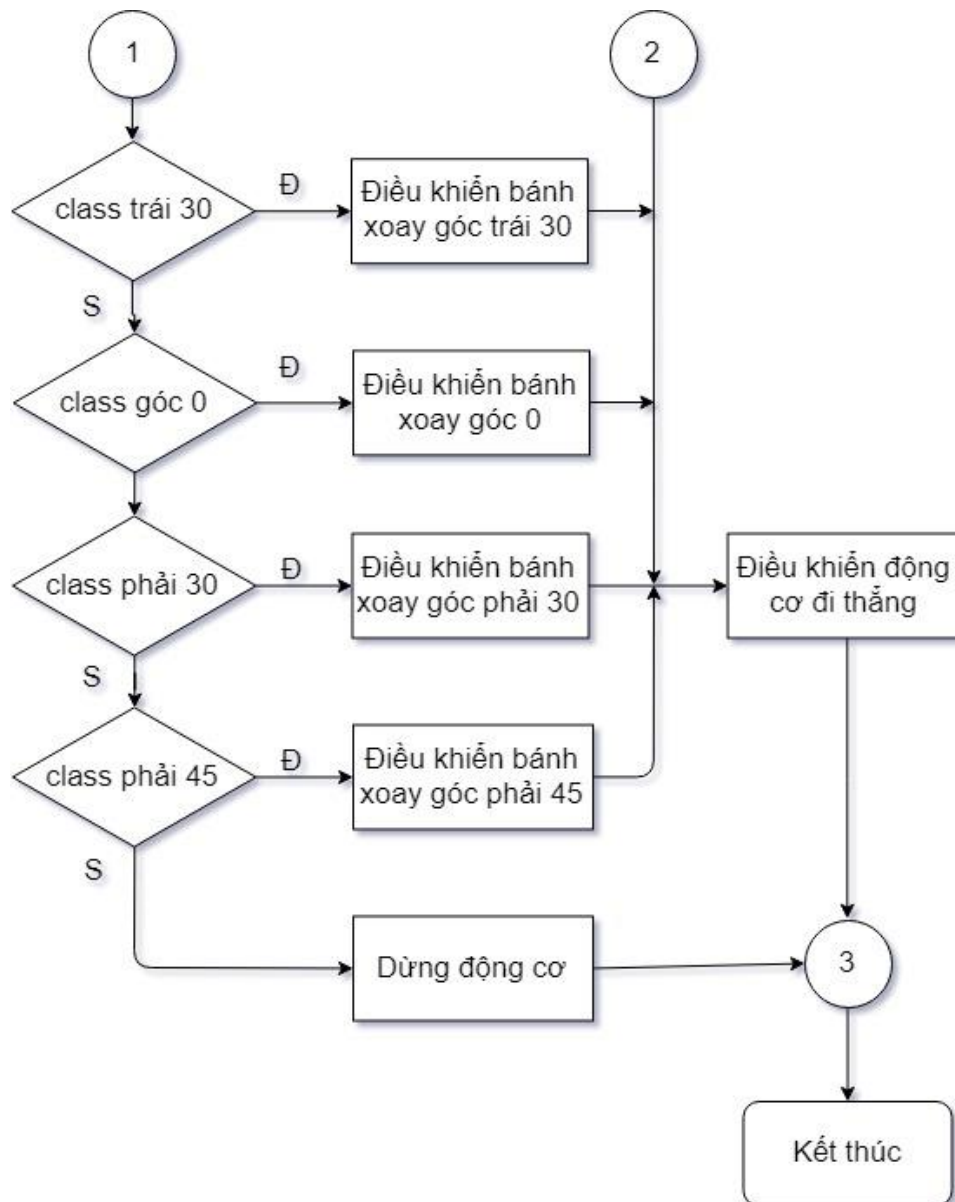 1
2
class trái 30
Đ
Điều khiển bánh
xoay góc trái 30
S
class góc 0
Đ
Điều khiển bánh
xoay góc 0
class phải 30
Đ
Điều khiển bánh
xoay góc phải 30
Điều khiển động
cơ đi thẳng
S
class phải 45
Đ
Điều khiển bánh
xoay góc phải 45
S
Dừng động cơ
3
Kết thúc